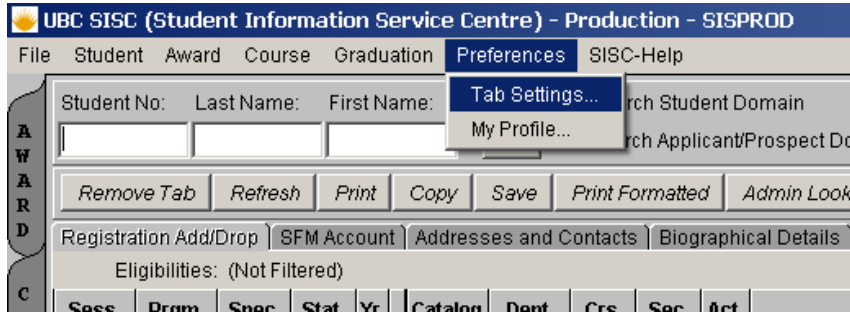 UBC SISC (Student Information Service Centre) - Production - SISPROD
File Student Award Course Graduation Preferences SISC-Help
Tab Settings...
My Profile...
Student No: Last Name: First Name: rch Student Domain
rch Applicant/Prospect Do
AWARD
Remove Tab Refresh Print Copy Save Print Formatted Admin Look
Registration Add/Drop SFM Account Addresses and Contacts Biographical Details
Eligibilities: (Not Filtered)
C
Sess Prgm Spec Stat Yr Catalog Dept Crs Sec Act